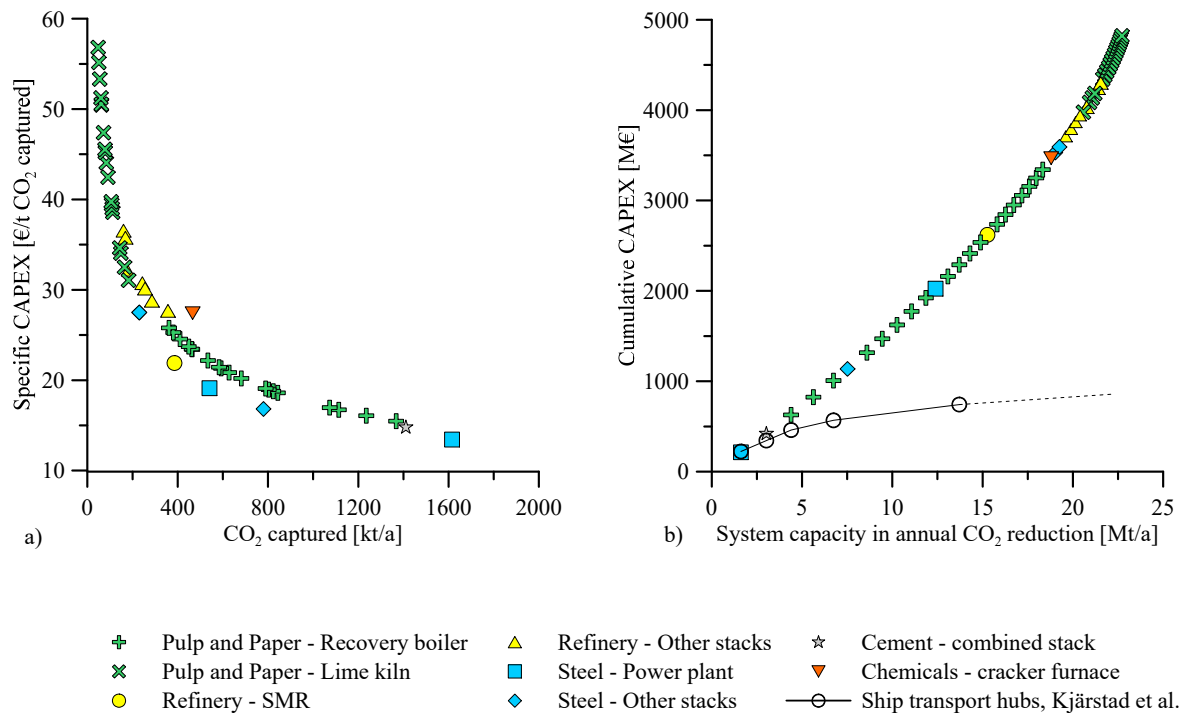 60
50
40
30
20
10
Specific CAPEX [€/t CO2 captured]
0
400
800
1200
1600
2000
CO2 captured [kt/a]
a)
5000
4000
3000
2000
1000
0
Cumulative CAPEX [M€]
0
5
10
15
20
25
System capacity in annual CO2 reduction [Mt/a]
b)
Pulp and Paper - Recovery boiler
Pulp and Paper - Lime kiln
Refinery - SMR
Refinery - Other stacks
Steel - Power plant
Steel - Other stacks
Cement - combined stack
Chemicals - cracker furnace
Ship transport hubs, Kjärstad et al.